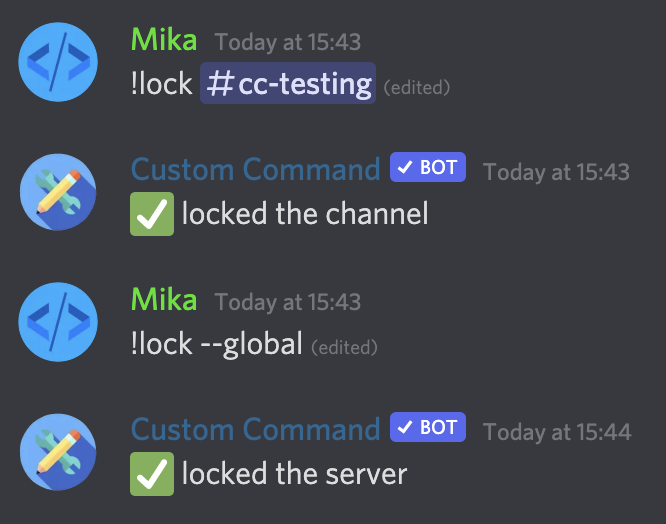 Mika Today at 15:43
!lock #cc-testing (edited)
Custom Command ✓ BOT Today at 15:43
✅ locked the channel
Mika Today at 15:43
!lock --global (edited)
Custom Command ✓ BOT Today at 15:44
✅ locked the server